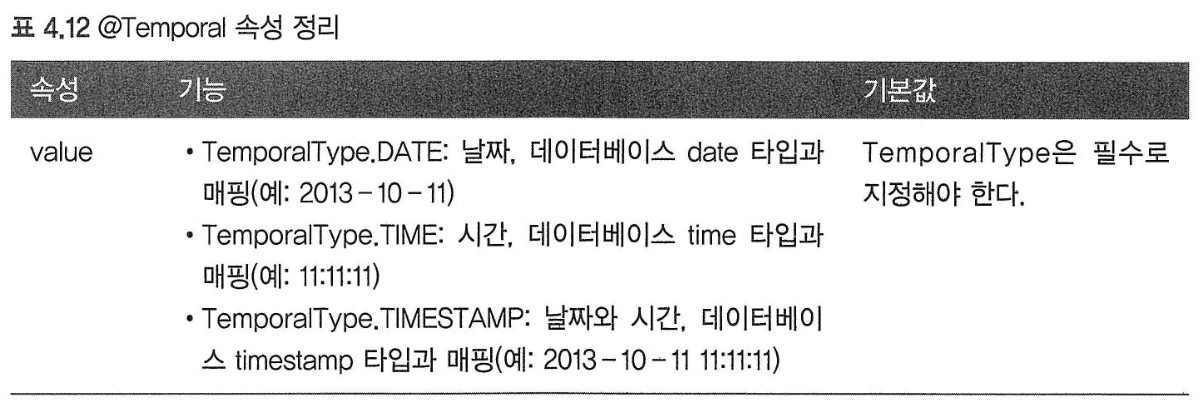 표 4.12 @Temporal 속성 정리
속성 기능 기본값
value • TemporalType.DATE: 날짜, 데이터베이스 date 타입과 TemporalType은 필수로
매핑(예: 2013-10-11) 지정해야 한다.
• TemporalType.TIME: 시간, 데이터베이스 time 타입과
매핑(예: 11:11:11)
• TemporalType.TIMESTAMP: 날짜와 시간, 데이터베이
스 timestamp 타입과 매핑(예: 2013-10-11 11:11:11)